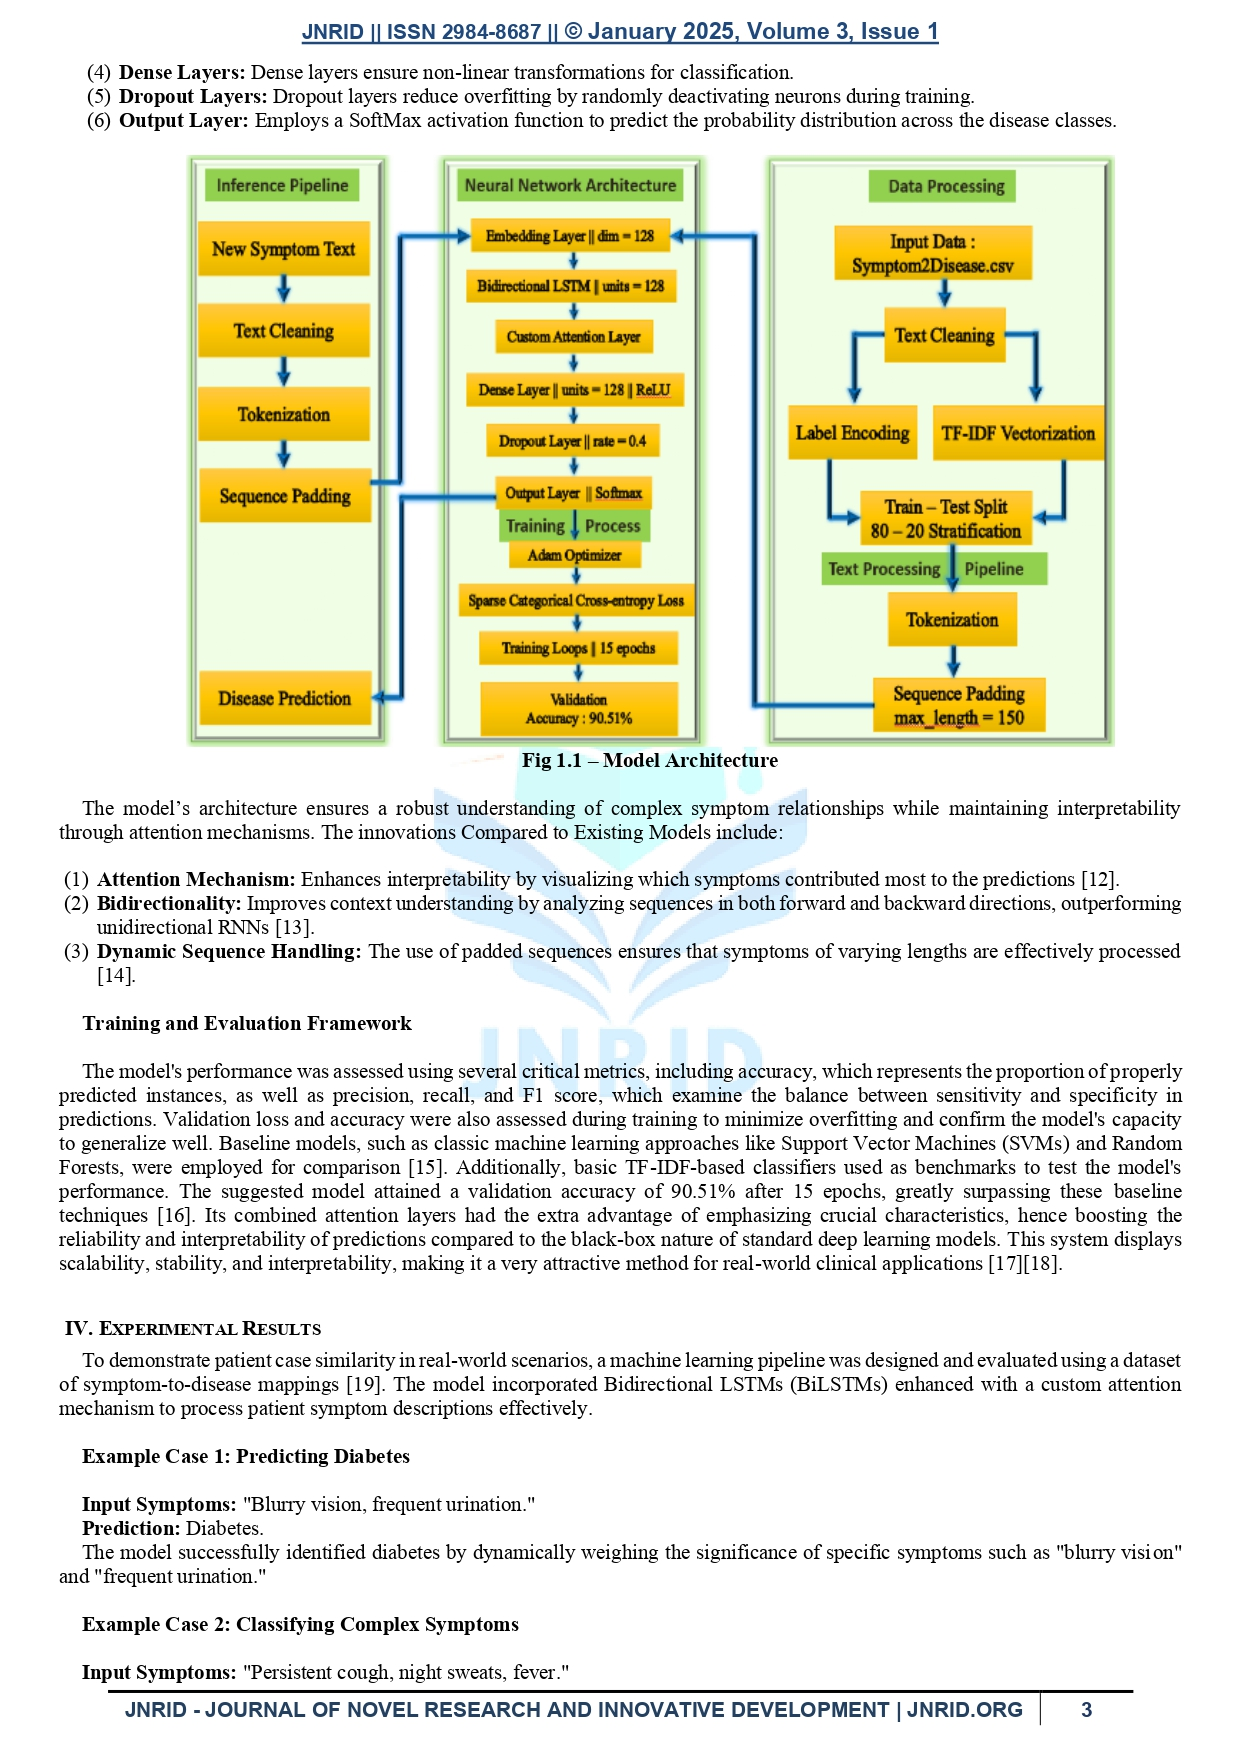 JNRID || ISSN 2984-8687 || © January 2025, Volume 3, Issue 1
(4) Dense Layers: Dense layers ensure non-linear transformations for classification.
(5) Dropout Layers: Dropout layers reduce overfitting by randomly deactivating neurons during training.
(6) Output Layer: Employs a SoftMax activation function to predict the probability distribution across the disease classes.
Inference Pipeline
New Symptom Text
Text Cleaning
Tokenization
Sequence Padding
Disease Prediction
Neural Network Architecture
Embedding Layer || dim = 128
Bidirectional LSTM || units = 128
Custom Attention Layer
Dense Layer || units = 128 || ReLU
Dropout Layer || rate = 0.4
Output Layer || Softmax
Training Process
Adam Optimizer
Sparse Categorical Cross-entropy Loss
Training Loops || 15 epochs
Validation
Accuracy : 90.51%
Data Processing
Input Data :
Symptom2Disease.csv
Text Cleaning
Label Encoding
TF-IDF Vectorization
Train – Test Split
80 – 20 Stratification
Text Processing Pipeline
Tokenization
Sequence Padding
max_length = 150
Fig 1.1 – Model Architecture
The model’s architecture ensures a robust understanding of complex symptom relationships while maintaining interpretability
through attention mechanisms. The innovations Compared to Existing Models include:
(1) Attention Mechanism: Enhances interpretability by visualizing which symptoms contributed most to the predictions [12].
(2) Bidirectionality: Improves context understanding by analyzing sequences in both forward and backward directions, outperforming
unidirectional RNNs [13].
(3) Dynamic Sequence Handling: The use of padded sequences ensures that symptoms of varying lengths are effectively processed
[14].
JNRID
Training and Evaluation Framework
The model's performance was assessed using several critical metrics, including accuracy, which represents the proportion of properly
predicted instances, as well as precision, recall, and F1 score, which examine the balance between sensitivity and specificity in
predictions. Validation loss and accuracy were also assessed during training to minimize overfitting and confirm the model's capacity
to generalize well. Baseline models, such as classic machine learning approaches like Support Vector Machines (SVMs) and Random
Forests, were employed for comparison [15]. Additionally, basic TF-IDF-based classifiers used as benchmarks to test the model's
performance. The suggested model attained a validation accuracy of 90.51% after 15 epochs, greatly surpassing these baseline
techniques [16]. Its combined attention layers had the extra advantage of emphasizing crucial characteristics, hence boosting the
reliability and interpretability of predictions compared to the black-box nature of standard deep learning models. This system displays
scalability, stability, and interpretability, making it a very attractive method for real-world clinical applications [17][18].
IV. EXPERIMENTAL RESULTS
To demonstrate patient case similarity in real-world scenarios, a machine learning pipeline was designed and evaluated using a dataset
of symptom-to-disease mappings [19]. The model incorporated Bidirectional LSTMs (BiLSTMs) enhanced with a custom attention
mechanism to process patient symptom descriptions effectively.
Example Case 1: Predicting Diabetes
Input Symptoms: "Blurry vision, frequent urination."
Prediction: Diabetes.
The model successfully identified diabetes by dynamically weighing the significance of specific symptoms such as "blurry vision"
and "frequent urination."
Example Case 2: Classifying Complex Symptoms
Input Symptoms: "Persistent cough, night sweats, fever."
JNRID - JOURNAL OF NOVEL RESEARCH AND INNOVATIVE DEVELOPMENT | JNRID.ORG 3